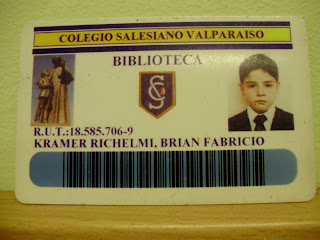 COLEGIO SALESIANO VALPARAISO
BIBLIOTECA
R.U.T.:18.585.706-9
KRAMER RICHELMI, BRIAN FABRICIO